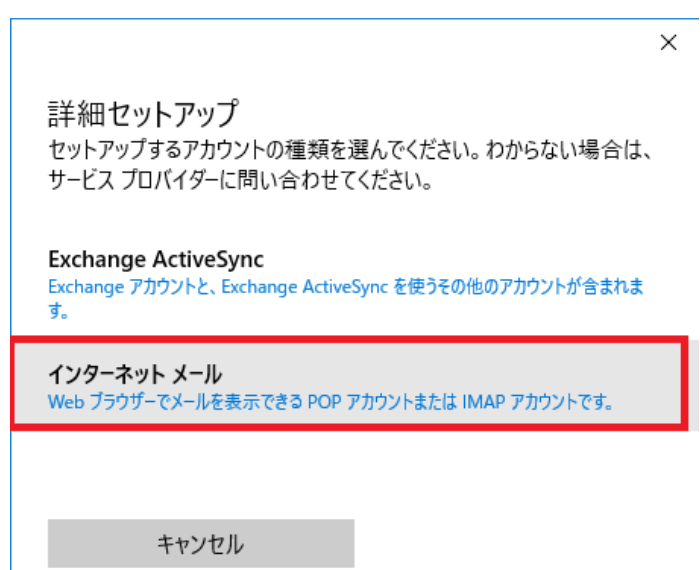 詳細セットアップ
セットアップするアカウントの種類を選んでください。わからない場合は、
サービス プロバイダーに問い合わせてください。
Exchange ActiveSync
Exchange アカウントと、Exchange ActiveSync を使うその他のアカウントが含まれま
す。
インターネット メール
Web ブラウザーでメールを表示できる POP アカウントまたは IMAP アカウントです。
キャンセル